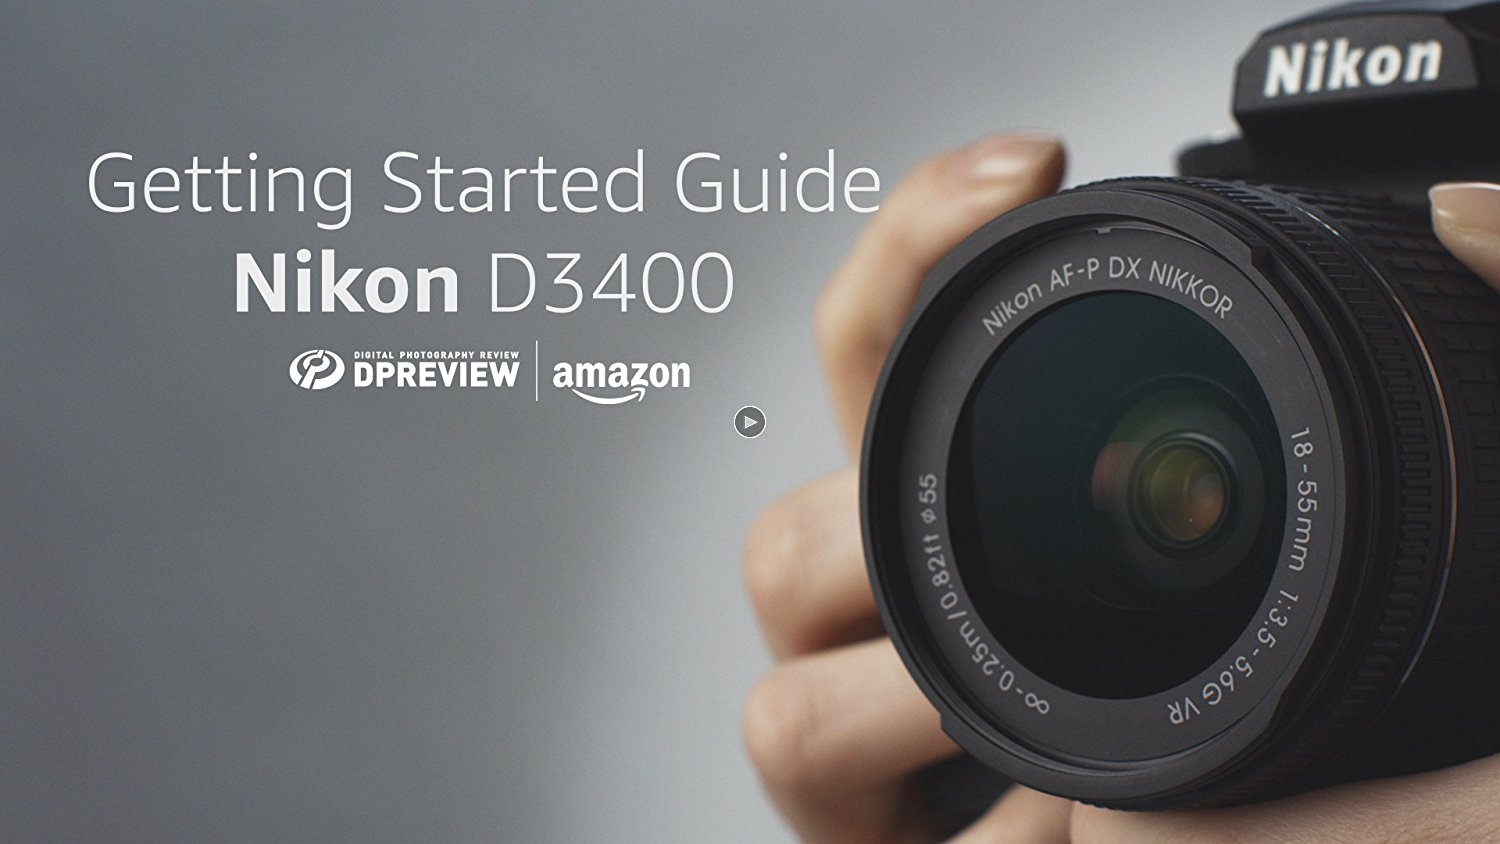 Getting Started Guide
Nikon D3400
DIGITAL PHOTOGRAPHY REVIEW
DPREVIEW
amazon
Nikon
Nikon AF-P DX NIKKOR
18-55mm 1:3.5-5.6G VR
∞-0.25m/0.82ft ⌀55